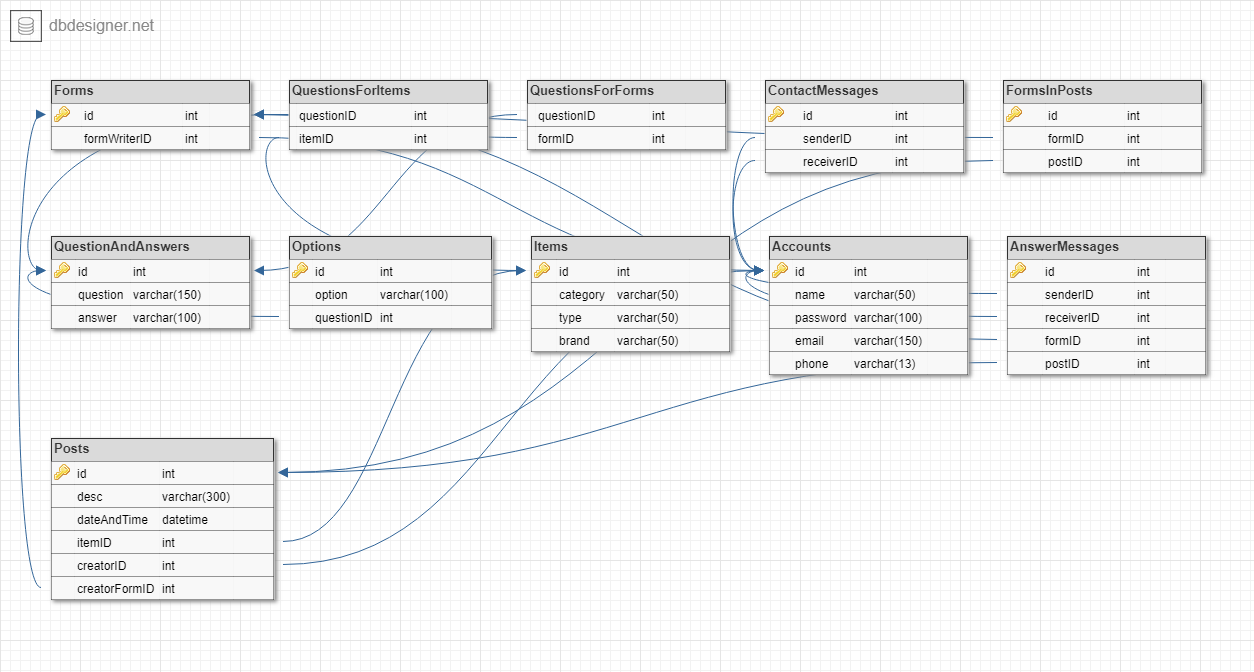 dbdesigner.net
Forms
id int
formWriterID int
QuestionsForItems
questionID int
itemID int
QuestionsForForms
questionID int
formID int
ContactMessages
id int
senderID int
receiverID int
FormsInPosts
id int
formID int
postID int
QuestionAndAnswers
id int
question varchar(150)
answer varchar(100)
Options
id int
option varchar(100)
questionID int
Items
id int
category varchar(50)
type varchar(50)
brand varchar(50)
Accounts
id int
name varchar(50)
password varchar(100)
email varchar(150)
phone varchar(13)
AnswerMessages
id int
senderID int
receiverID int
formID int
postID int
Posts
id int
desc varchar(300)
dateAndTime datetime
itemID int
creatorID int
creatorFormID int